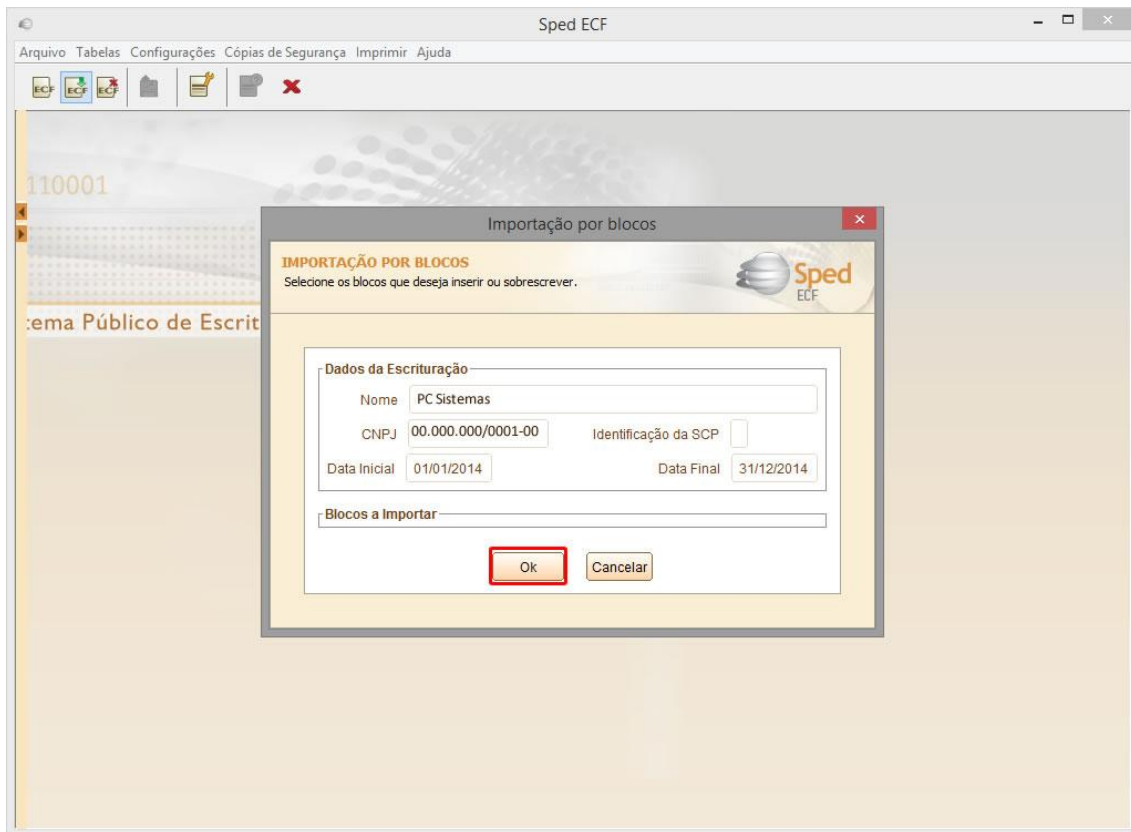 Sped ECF
Arquivo Tabelas Configurações Cópias de Segurança Imprimir Ajuda
ECF ECF ECF
110001
Importação por blocos
IMPORTAÇÃO POR BLOCOS
Selecione os blocos que deseja inserir ou sobrescrever.
Sped
ECF
tema Público de Escrit
Dados da Escrituração
Nome PC Sistemas
CNPJ 00.000.000/0001-00 Identificação da SCP
Data Inicial 01/01/2014 Data Final 31/12/2014
Blocos a Importar
Ok Cancelar